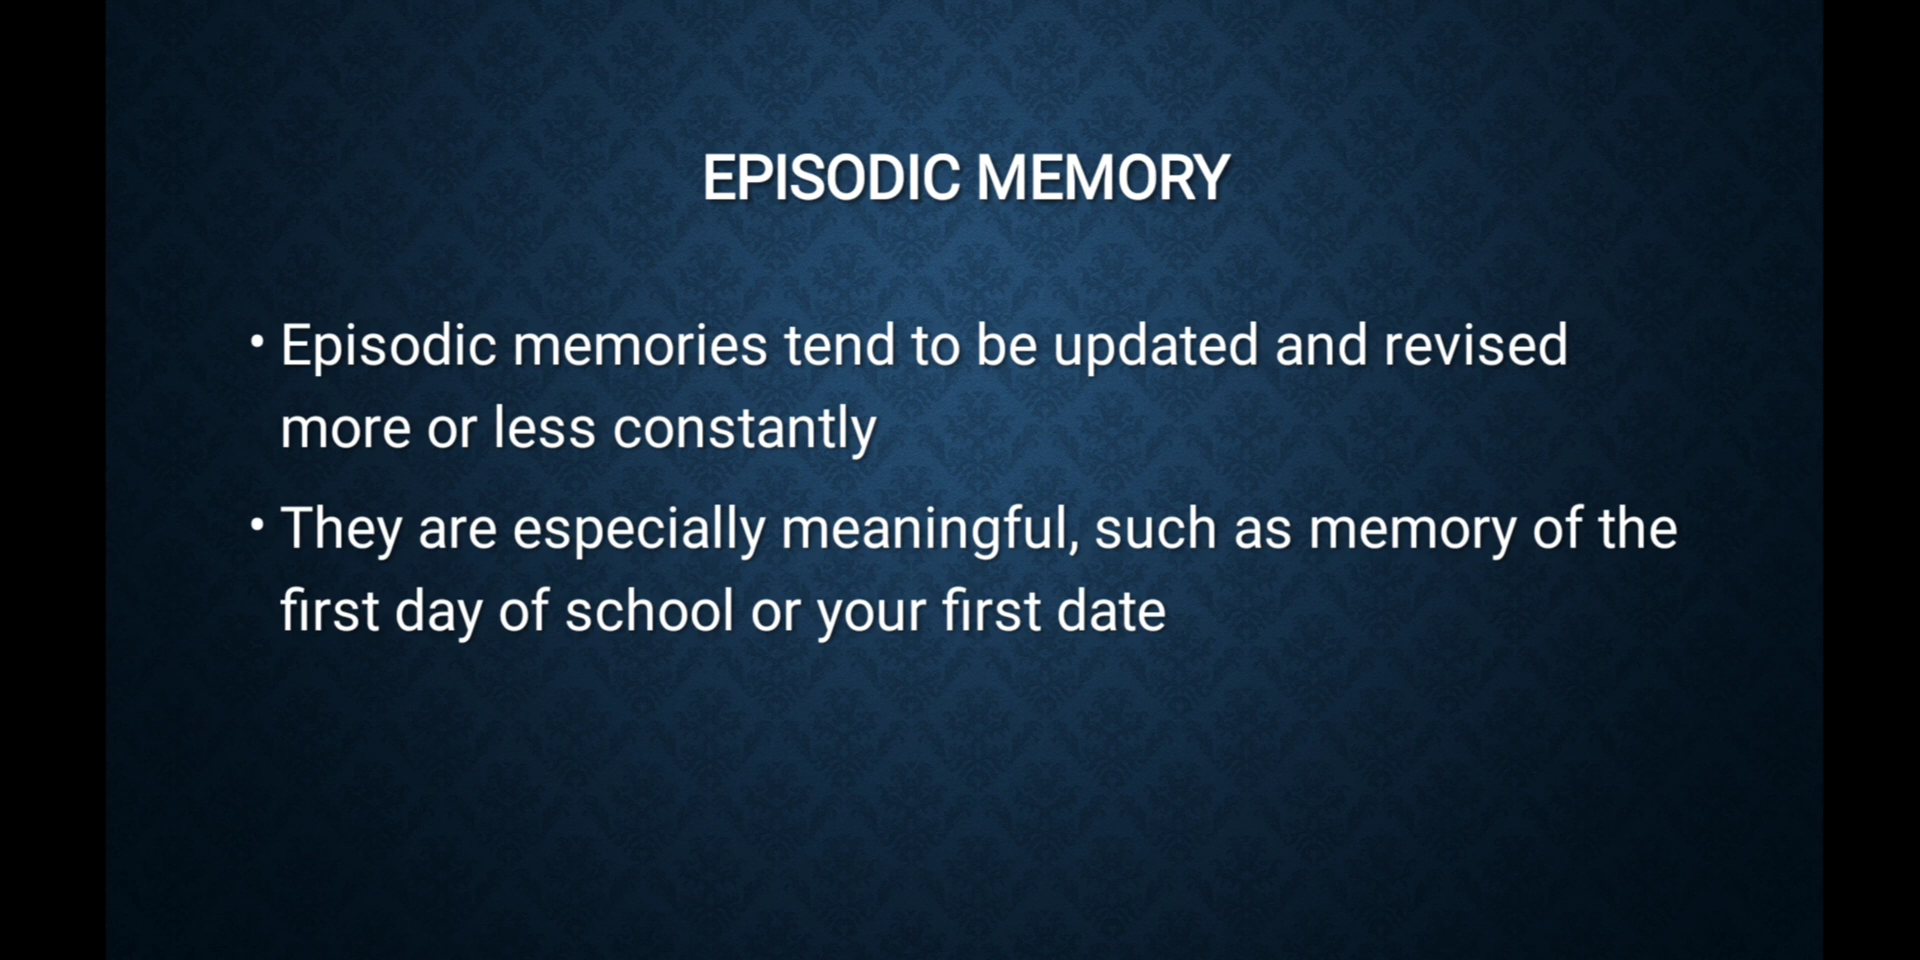 EPISODIC MEMORY
• Episodic memories tend to be updated and revised
more or less constantly
• They are especially meaningful, such as memory of the
first day of school or your first date